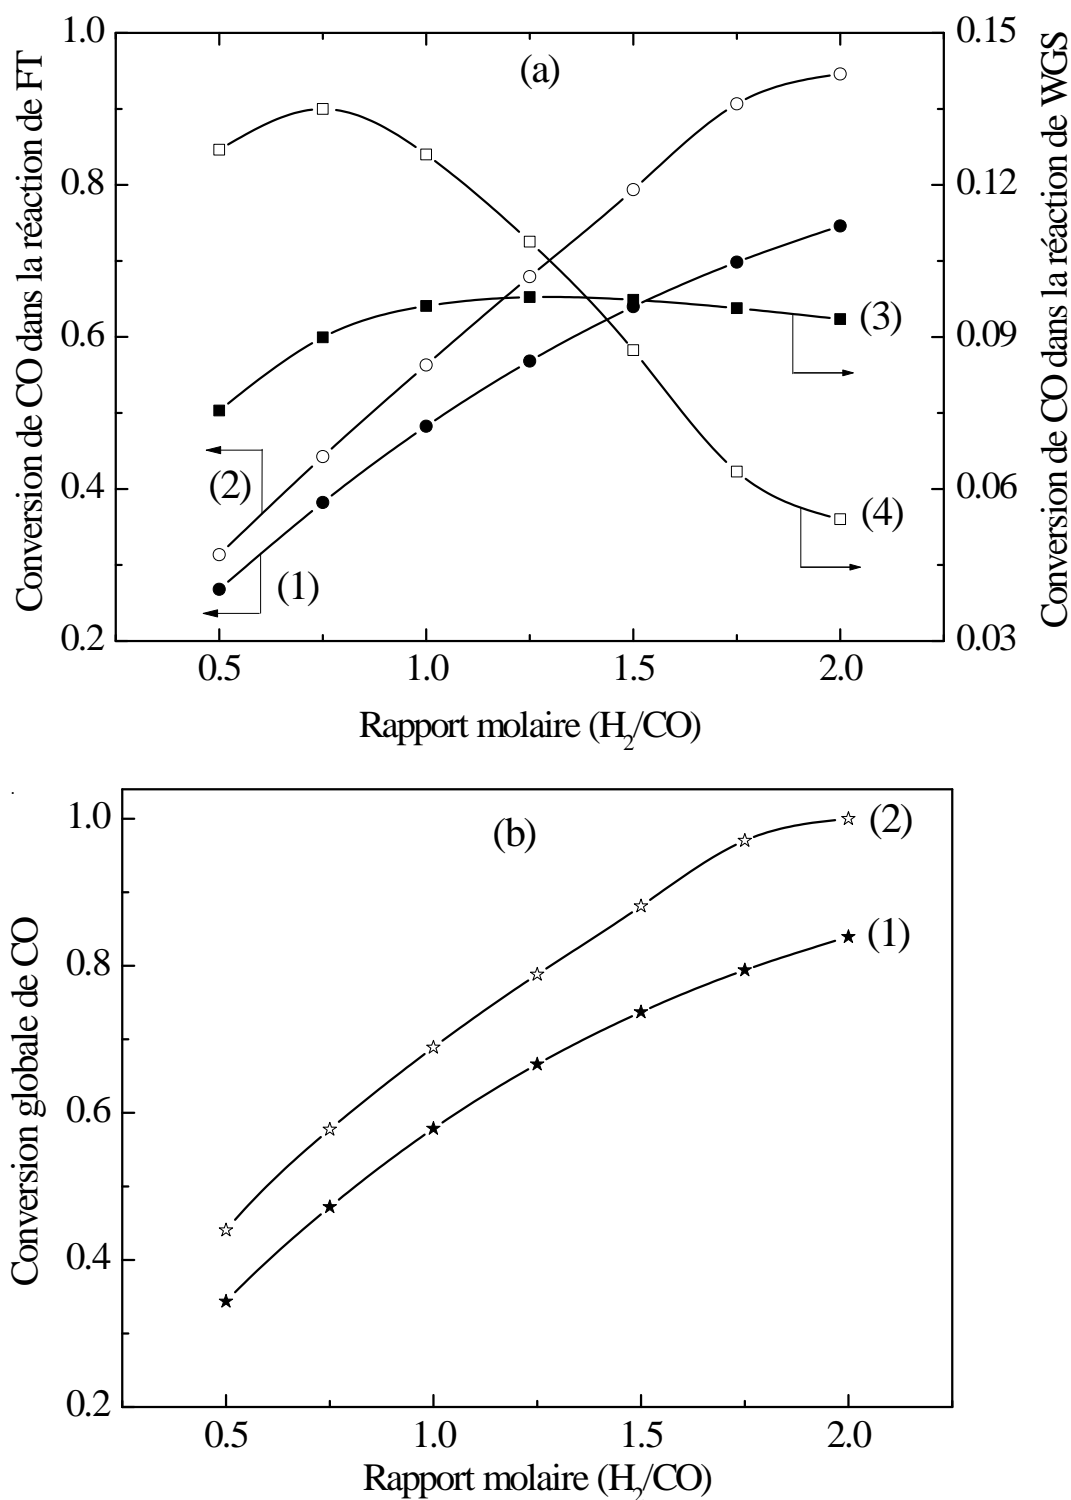 (a)
Conversion de CO dans la réaction de FT
1.0
0.8
0.6
0.4
0.2
0.15
0.12
0.09
0.06
0.03
Conversion de CO dans la réaction de WGS
(3)
(2)
(4)
(1)
0.5 1.0 1.5 2.0
Rapport molaire (H₂/CO)
(b)
Conversion globale de CO
1.0
0.8
0.6
0.4
0.2
(2)
(1)
0.5 1.0 1.5 2.0
Rapport molaire (H₂/CO)